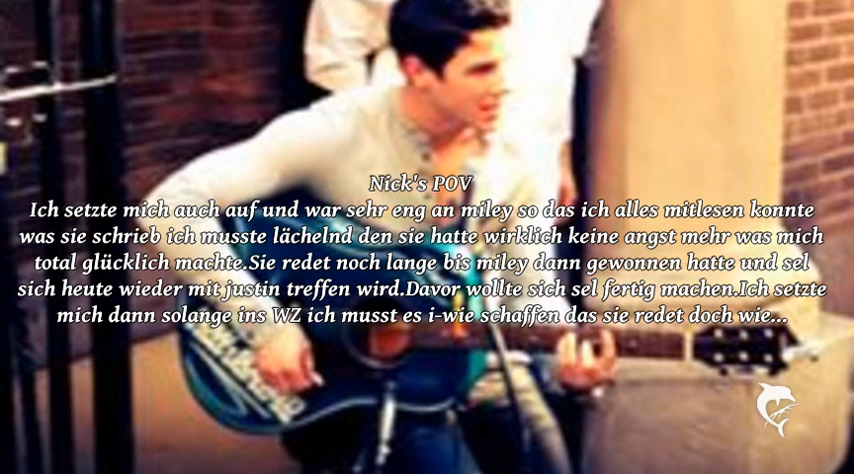 Nick's POV
Ich setzte mich auch auf und war sehr eng an miley so das ich alles mitlesen konnte
was sie schrieb ich musste lächelnd den sie hatte wirklich keine angst mehr was mich
total glücklich machte.Sie redet noch lange bis miley dann gewonnen hatte und sel
sich heute wieder mit justin treffen wird.Davor wollte sich sel fertig machen.Ich setzte
mich dann solange ins WZ ich musst es i-wie schaffen das sie redet doch wie...